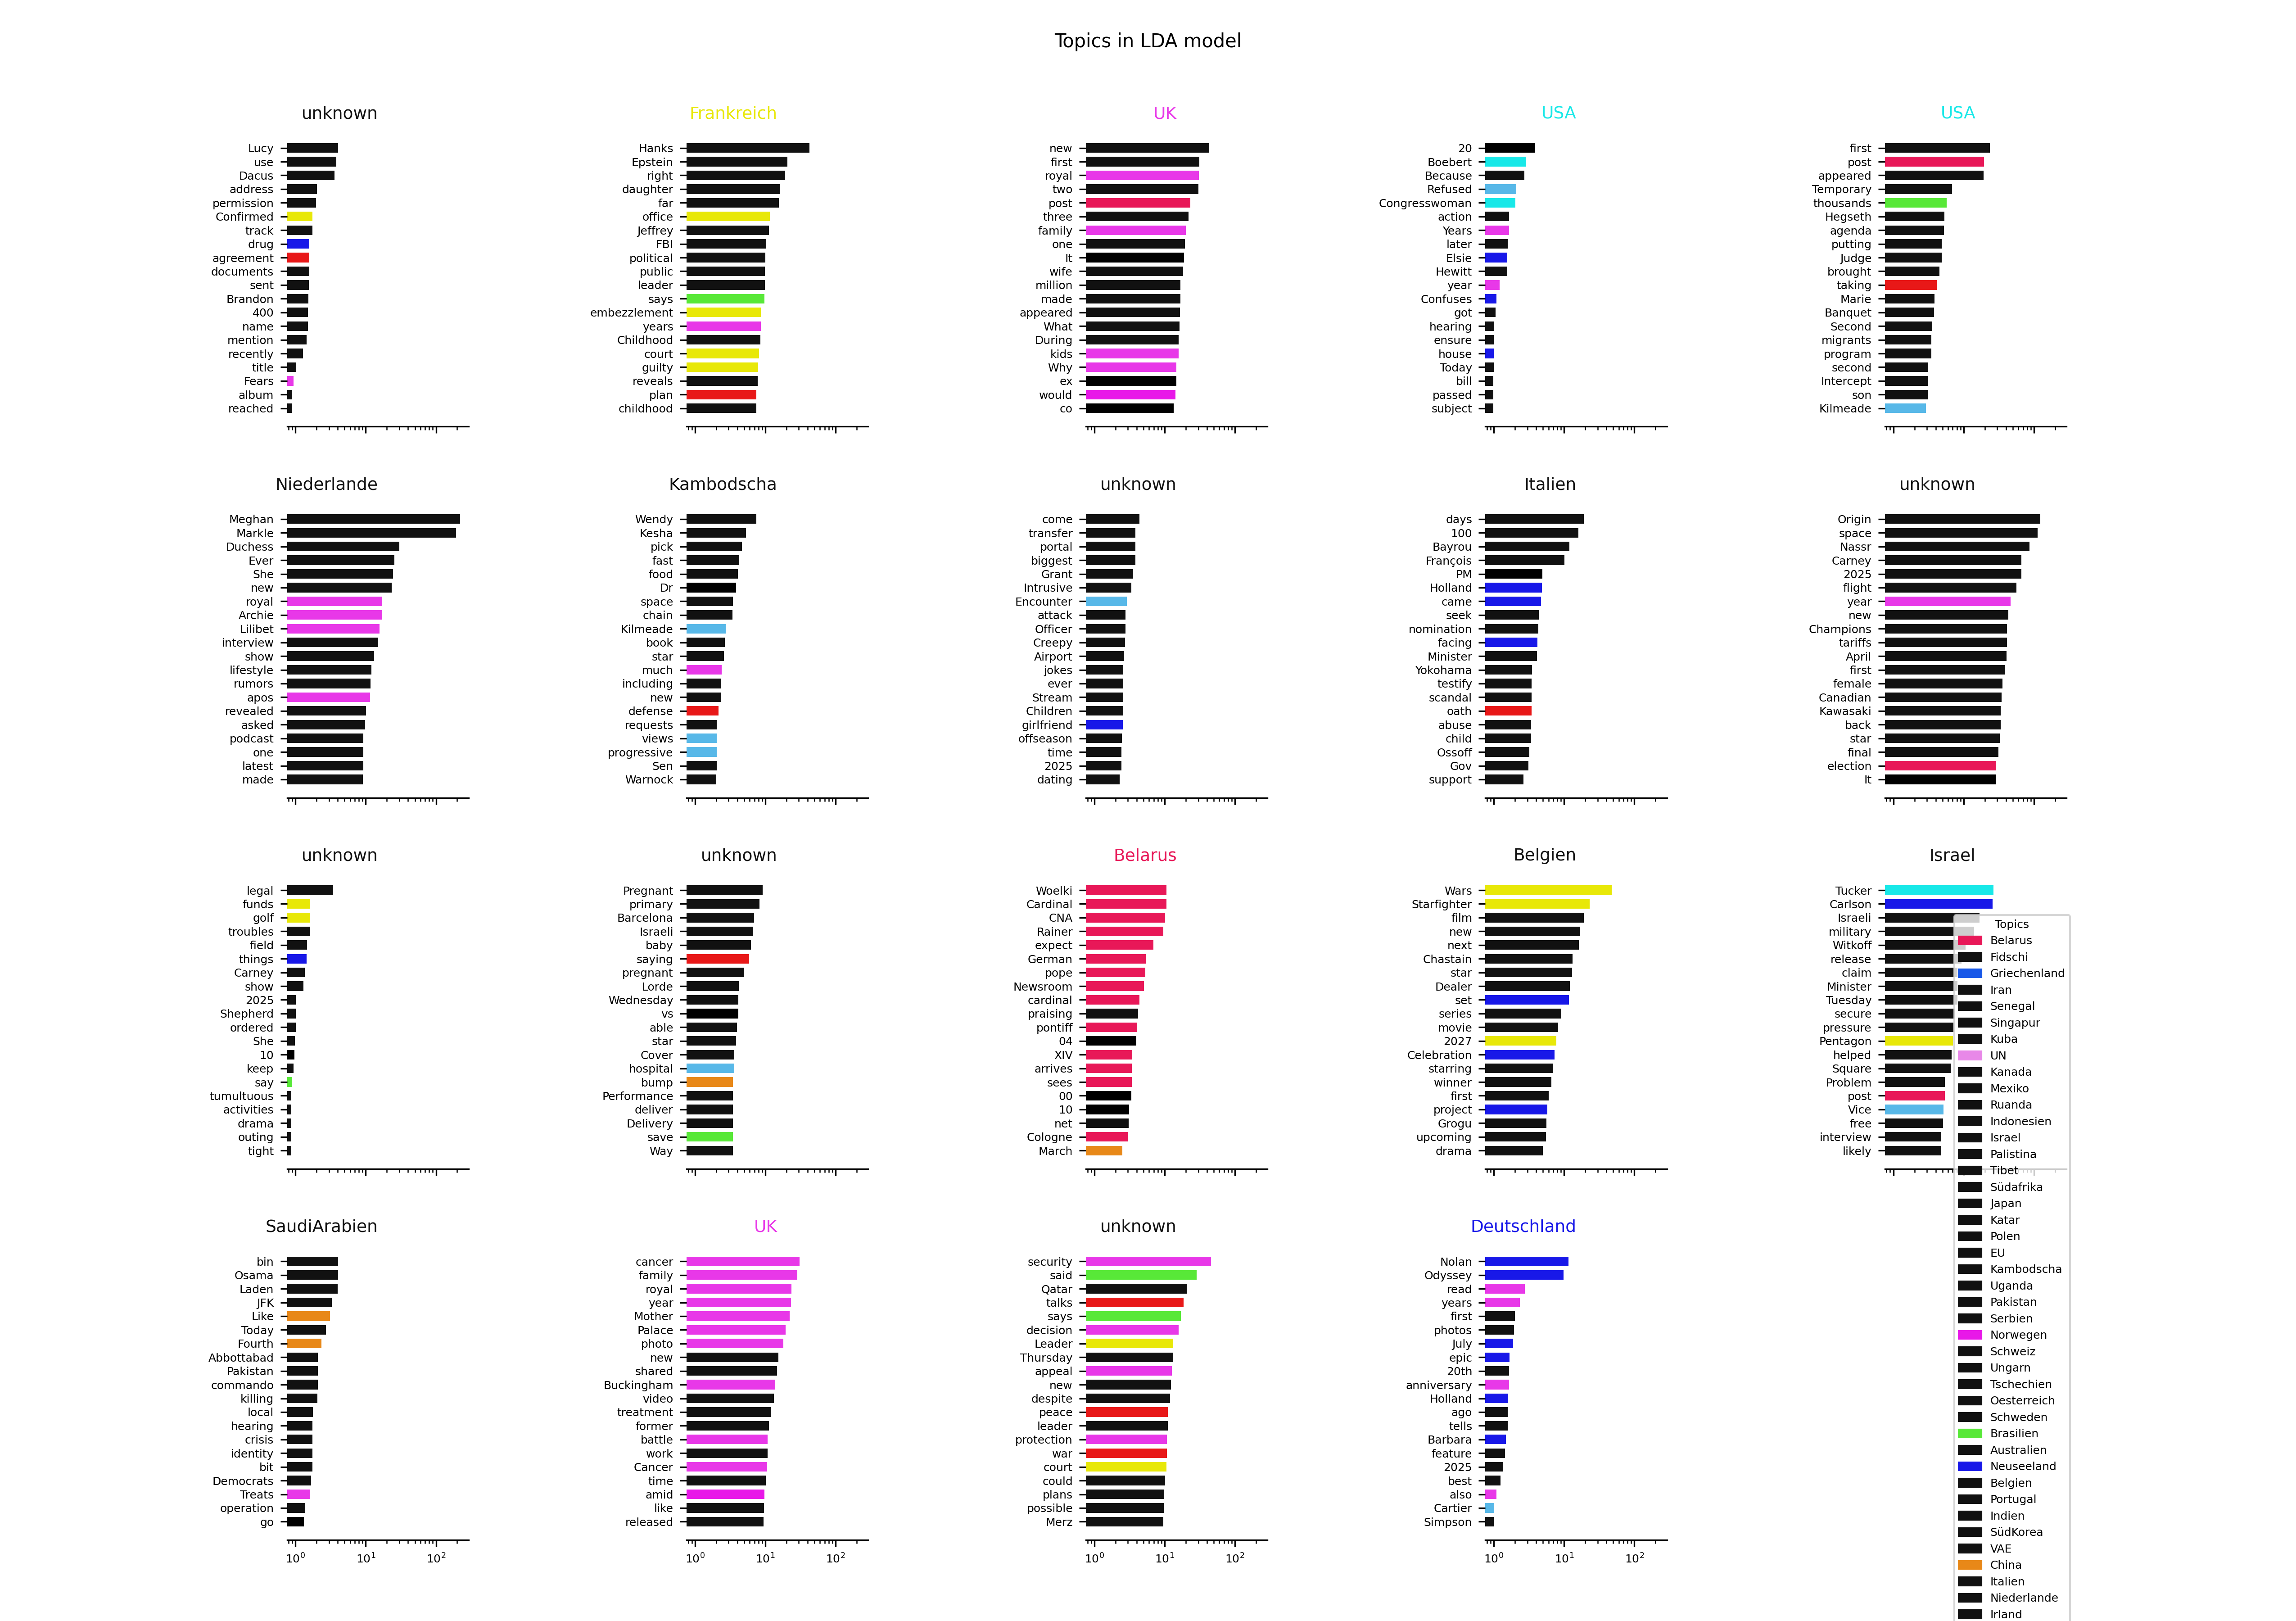 Topics in LDA model
unknown
Lucy
use
Dacus
address
permission
Confirmed
track
drug
agreement
documents
sent
Brandon
400
name
mention
recently
title
Fears
album
reached
Frankreich
Hanks
Epstein
right
daughter
far
office
Jeffrey
FBI
political
public
leader
says
embezzlement
years
Childhood
court
guilty
reveals
plan
childhood
UK
new
first
royal
two
post
three
family
one
It
wife
million
made
appeared
What
During
kids
Why
ex
would
co
USA
20
Boebert
Because
Refused
Congresswoman
action
Years
later
Elsie
Hewitt
year
Confuses
got
hearing
ensure
house
Today
bill
passed
subject
USA
first
post
appeared
Temporary
thousands
Hegseth
agenda
putting
Judge
brought
taking
Marie
Banquet
Second
migrants
program
second
Intercept
son
Kilmeade
Niederlande
Meghan
Markle
Duchess
Ever
She
new
royal
Archie
Lilibet
interview
show
lifestyle
rumors
apos
revealed
asked
podcast
one
latest
made
Kambodscha
Wendy
Kesha
pick
fast
food
Dr
space
chain
Kilmeade
book
star
much
including
new
defense
requests
views
progressive
Sen
Warnock
unknown
come
transfer
portal
biggest
Grant
Intrusive
Encounter
attack
Officer
Creepy
Airport
jokes
ever
Stream
Children
girlfriend
offseason
time
2025
dating
Italien
days
100
Bayrou
François
PM
Holland
came
seek
nomination
facing
Minister
Yokohama
testify
scandal
oath
abuse
child
Ossoff
Gov
support
unknown
Origin
space
Nassr
Carney
2025
flight
year
new
Champions
tariffs
April
first
female
Canadian
Kawasaki
back
star
final
election
It
unknown
legal
funds
golf
troubles
field
things
Carney
show
2025
Shepherd
ordered
She
10
keep
say
tumultuous
activities
drama
outing
tight
unknown
Pregnant
primary
Barcelona
Israeli
baby
saying
pregnant
Lorde
Wednesday
vs
able
star
Cover
hospital
bump
Performance
deliver
Delivery
save
Way
Belarus
Woelki
Cardinal
CNA
Rainer
expect
German
pope
Newsroom
cardinal
praising
pontiff
04
XIV
arrives
sees
00
10
net
Cologne
March
Belgien
Wars
Starfighter
film
new
next
Chastain
star
Dealer
set
series
movie
2027
Celebration
starring
winner
first
project
Grogu
upcoming
drama
Israel
Tucker
Carlson
Israeli
military
Witkoff
release
claim
Minister
Tuesday
secure
pressure
Pentagon
helped
Square
Problem
post
Vice
free
interview
likely
SaudiArabien
bin
Osama
Laden
JFK
Like
Today
Fourth
Abbottabad
Pakistan
commando
killing
local
hearing
crisis
identity
bit
Democrats
Treats
operation
go
10⁰ 10¹ 10²
UK
cancer
family
royal
year
Mother
Palace
photo
new
shared
Buckingham
video
treatment
former
battle
work
Cancer
time
amid
like
released
10⁰ 10¹ 10²
unknown
security
said
Qatar
talks
says
decision
Leader
Thursday
appeal
new
despite
peace
leader
protection
war
court
could
plans
possible
Merz
10⁰ 10¹ 10²
Deutschland
Nolan
Odyssey
read
years
first
photos
July
epic
20th
anniversary
Holland
ago
tells
Barbara
feature
2025
best
also
Cartier
Simpson
10⁰ 10¹ 10²
Topics
Belarus
Fidschi
Griechenland
Iran
Senegal
Singapur
Kuba
UN
Kanada
Mexiko
Ruanda
Indonesien
Israel
Palistina
Tibet
Südafrika
Japan
Katar
Polen
EU
Kambodscha
Uganda
Pakistan
Serbien
Norwegen
Schweiz
Ungarn
Tschechien
Oesterreich
Schweden
Brasilien
Australien
Neuseeland
Belgien
Portugal
Indien
SüdKorea
VAE
China
Italien
Niederlande
Irland